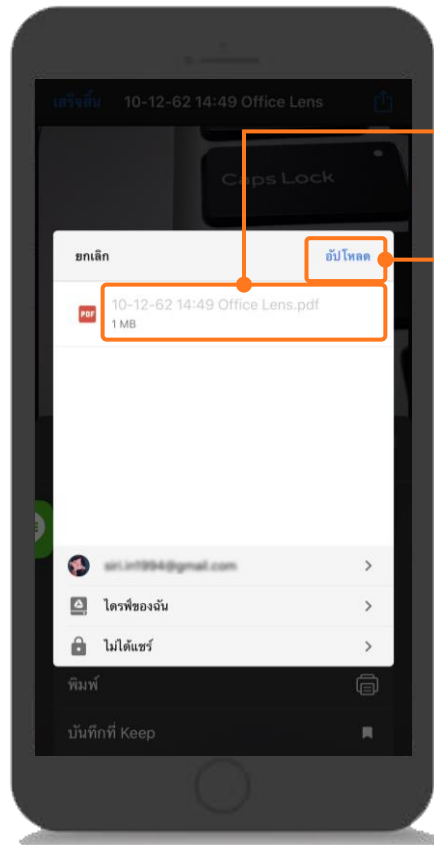 เสร็จสิ้น 10-12-62 14:49 Office Lens
Caps Lock
ยกเลิก อัปโหลด
PDF 10-12-62 14:49 Office Lens.pdf
1 MB
ไดรฟ์ของฉัน
ไม่ได้แชร์
พิมพ์
บันทึกที่ Keep